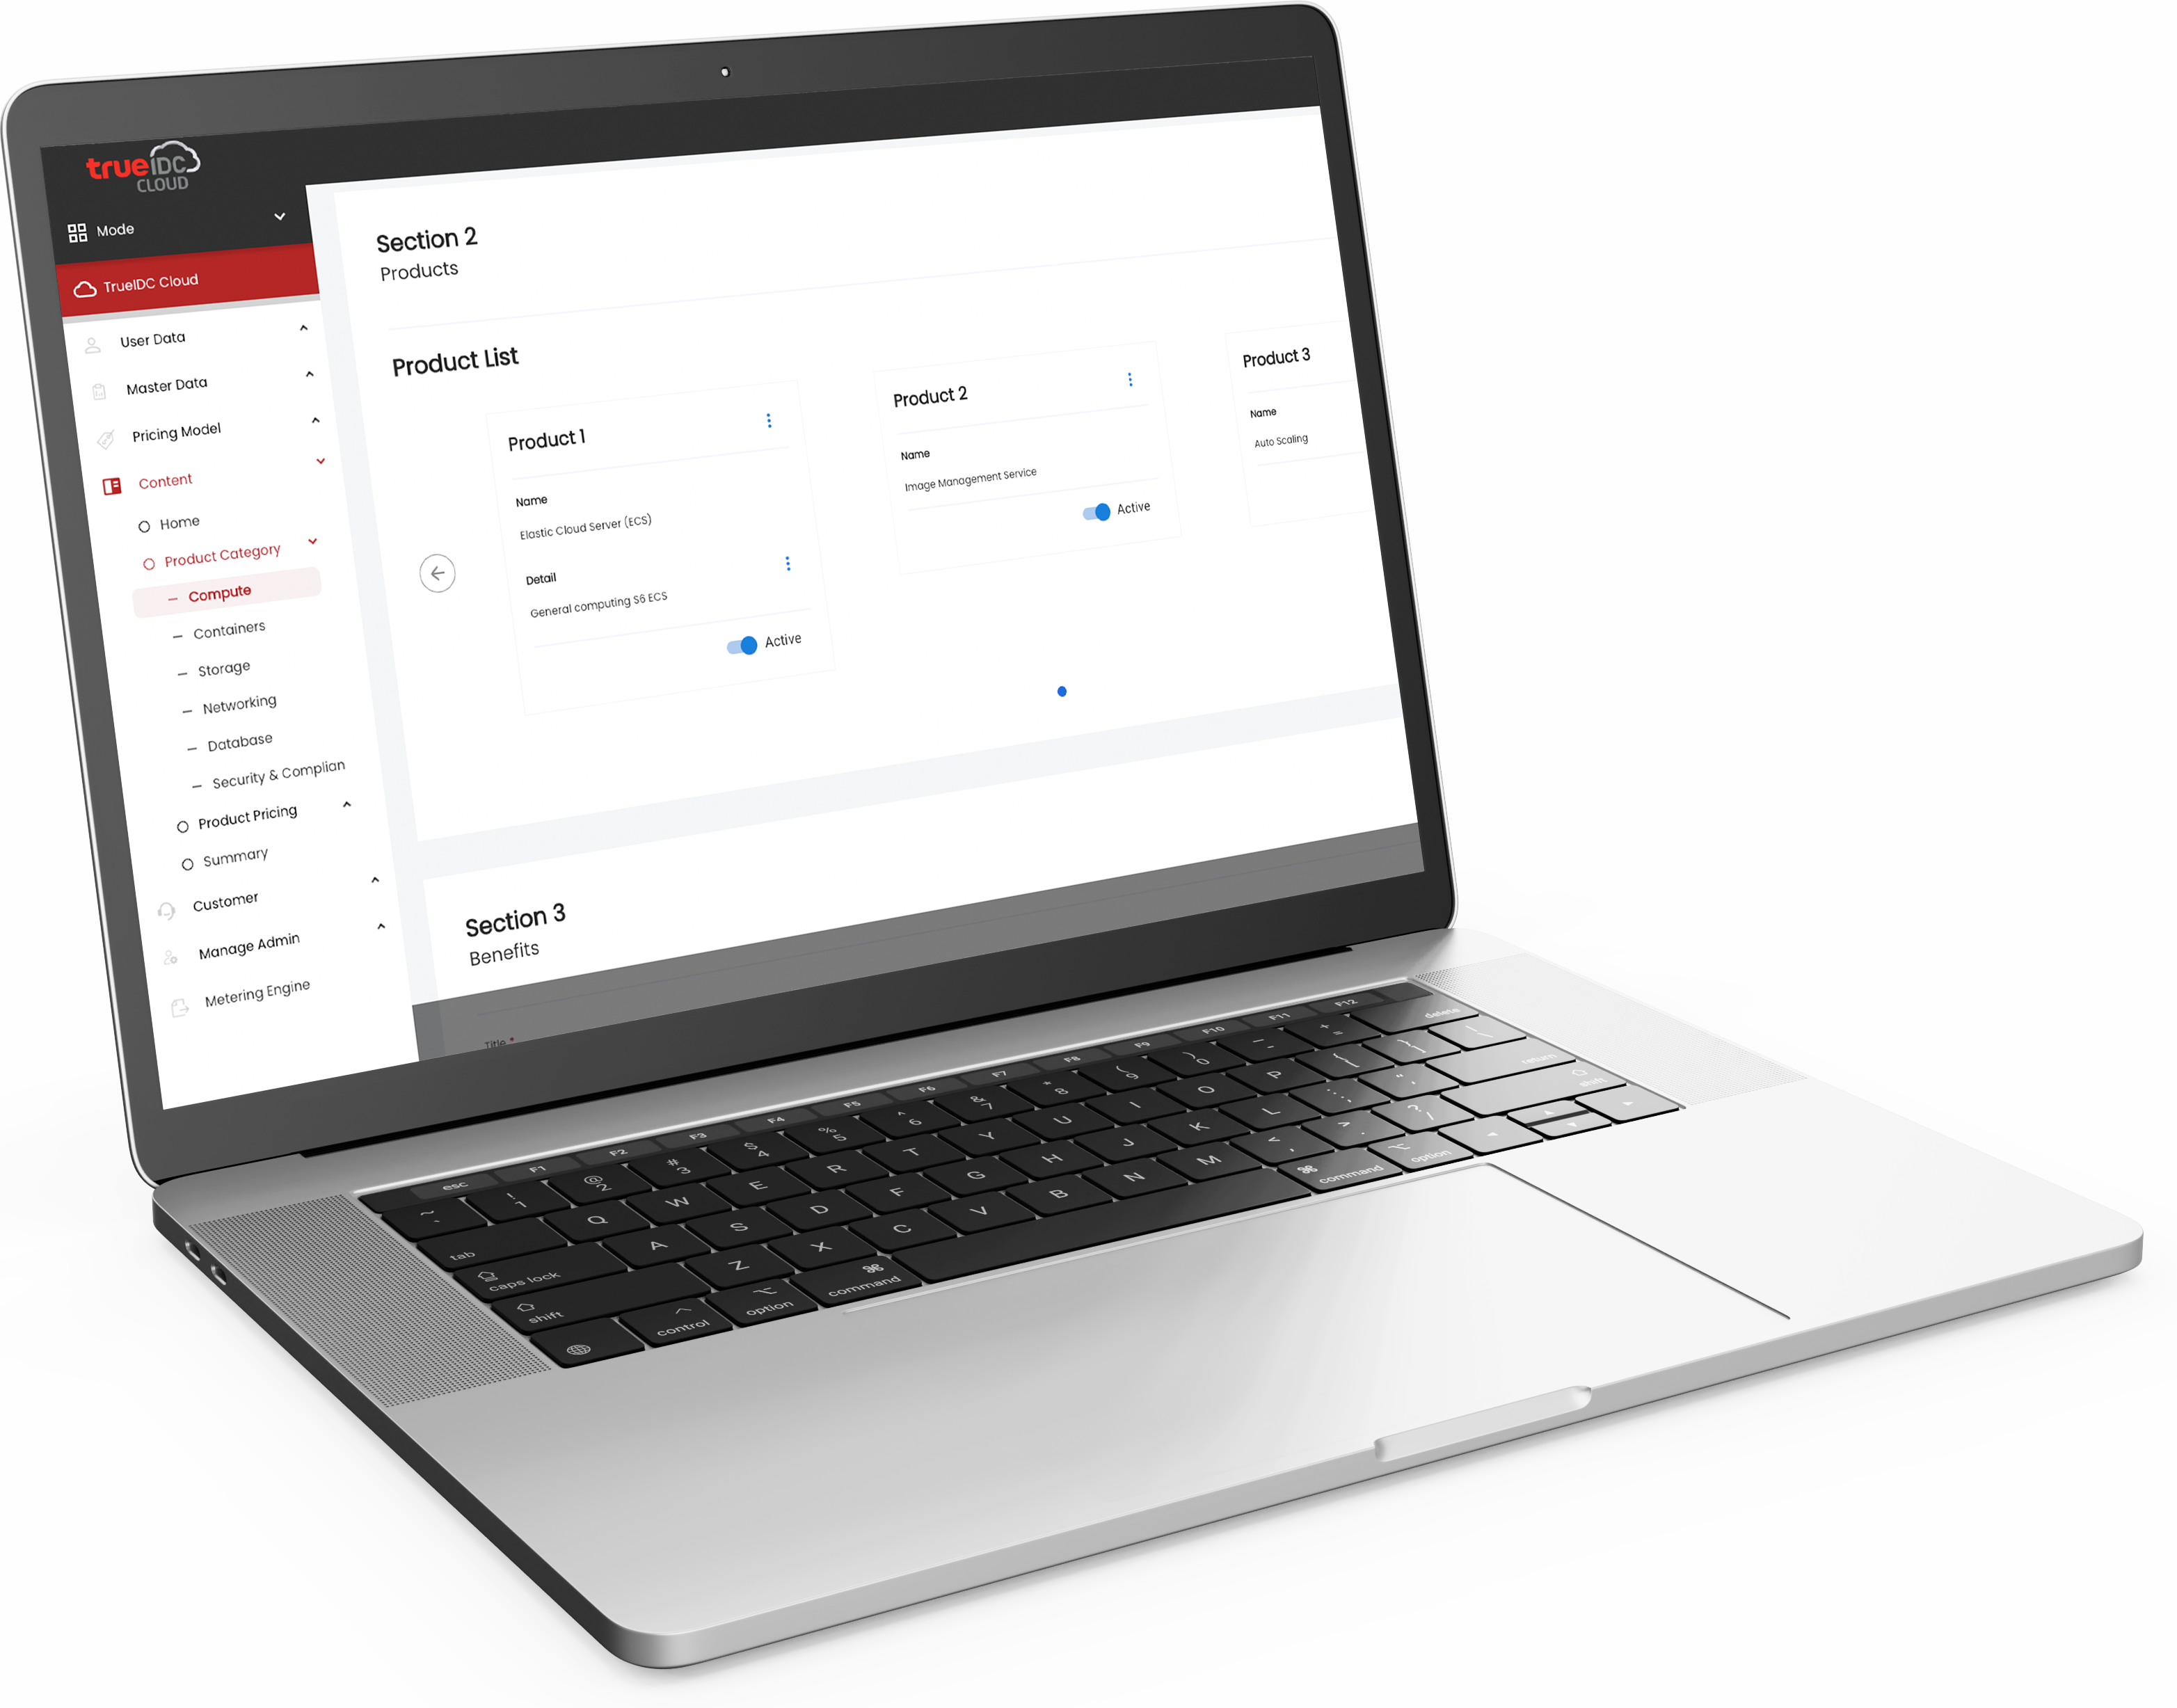 trueIDC
CLOUD
Mode
TrueIDC Cloud
User Data
Master Data
Pricing Model
Content
Home
Product Category
Compute
Containers
Storage
Networking
Database
Security & Complian
Product Pricing
Summary
Customer
Manage Admin
Metering Engine
Section 2
Products
Product List
Product 1
Name
Elastic Cloud Server (ECS)
Detail
General computing S6 ECS
Active
Product 2
Name
Image Management Service
Active
Product 3
Name
Auto Scaling
Section 3
Benefits
Title *
esc F1 F2 F3 F4 F5 F6 F7 F8 F9 F10 F11 F12
~ ! 1 @ 2 # 3 $ 4 % 5 ^ 6 & 7 * 8 ( 9 ) 0 – - + = delete
tab Q W E R T Y U I O P { [ } ] | \
caps lock A S D F G H J K L : ; " ' return
shift Z X C V B N M < , > . ? / shift
control option command command option